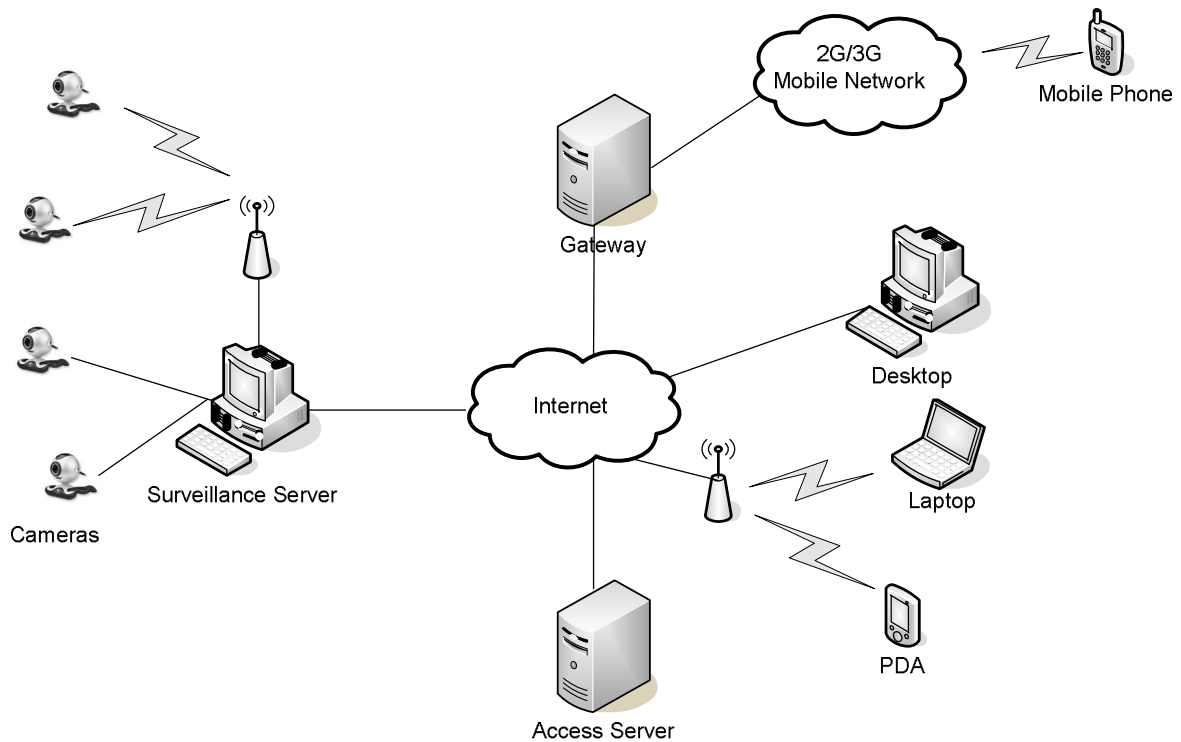 2G/3G
Mobile Network
Mobile Phone
Gateway
Desktop
Internet
Surveillance Server
Laptop
Cameras
PDA
Access Server